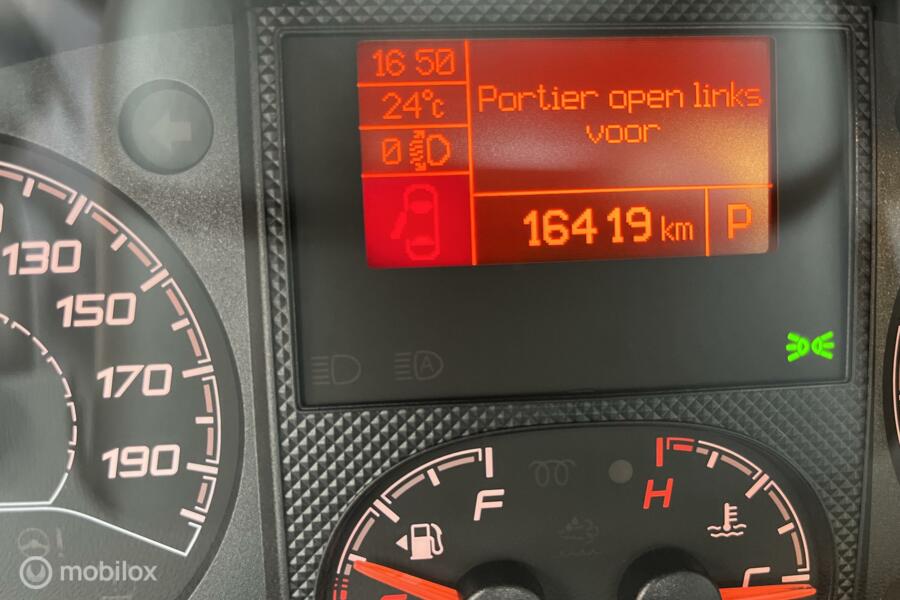 16 50
24°c
0
Portier open links
voor
16419 km
P
130
150
170
190
A
F
H
C
mobilox